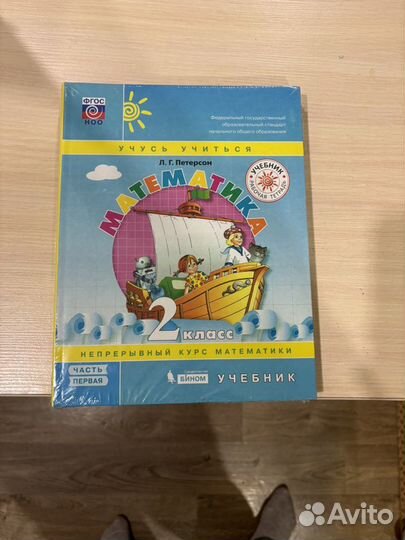 ФГОС
НОО
Федеральный государственный
образовательный стандарт
начального общего образования
УЧУСЬ УЧИТЬСЯ
Л. Г. Петерсон
МАТЕМАТИКА
УЧЕБНИК
РАБОЧАЯ ТЕТРАДЬ
2 класс
НЕПРЕРЫВНЫЙ КУРС МАТЕМАТИКИ
ЧАСТЬ
ПЕРВАЯ
БИНОМ
УЧЕБНИК
Avito